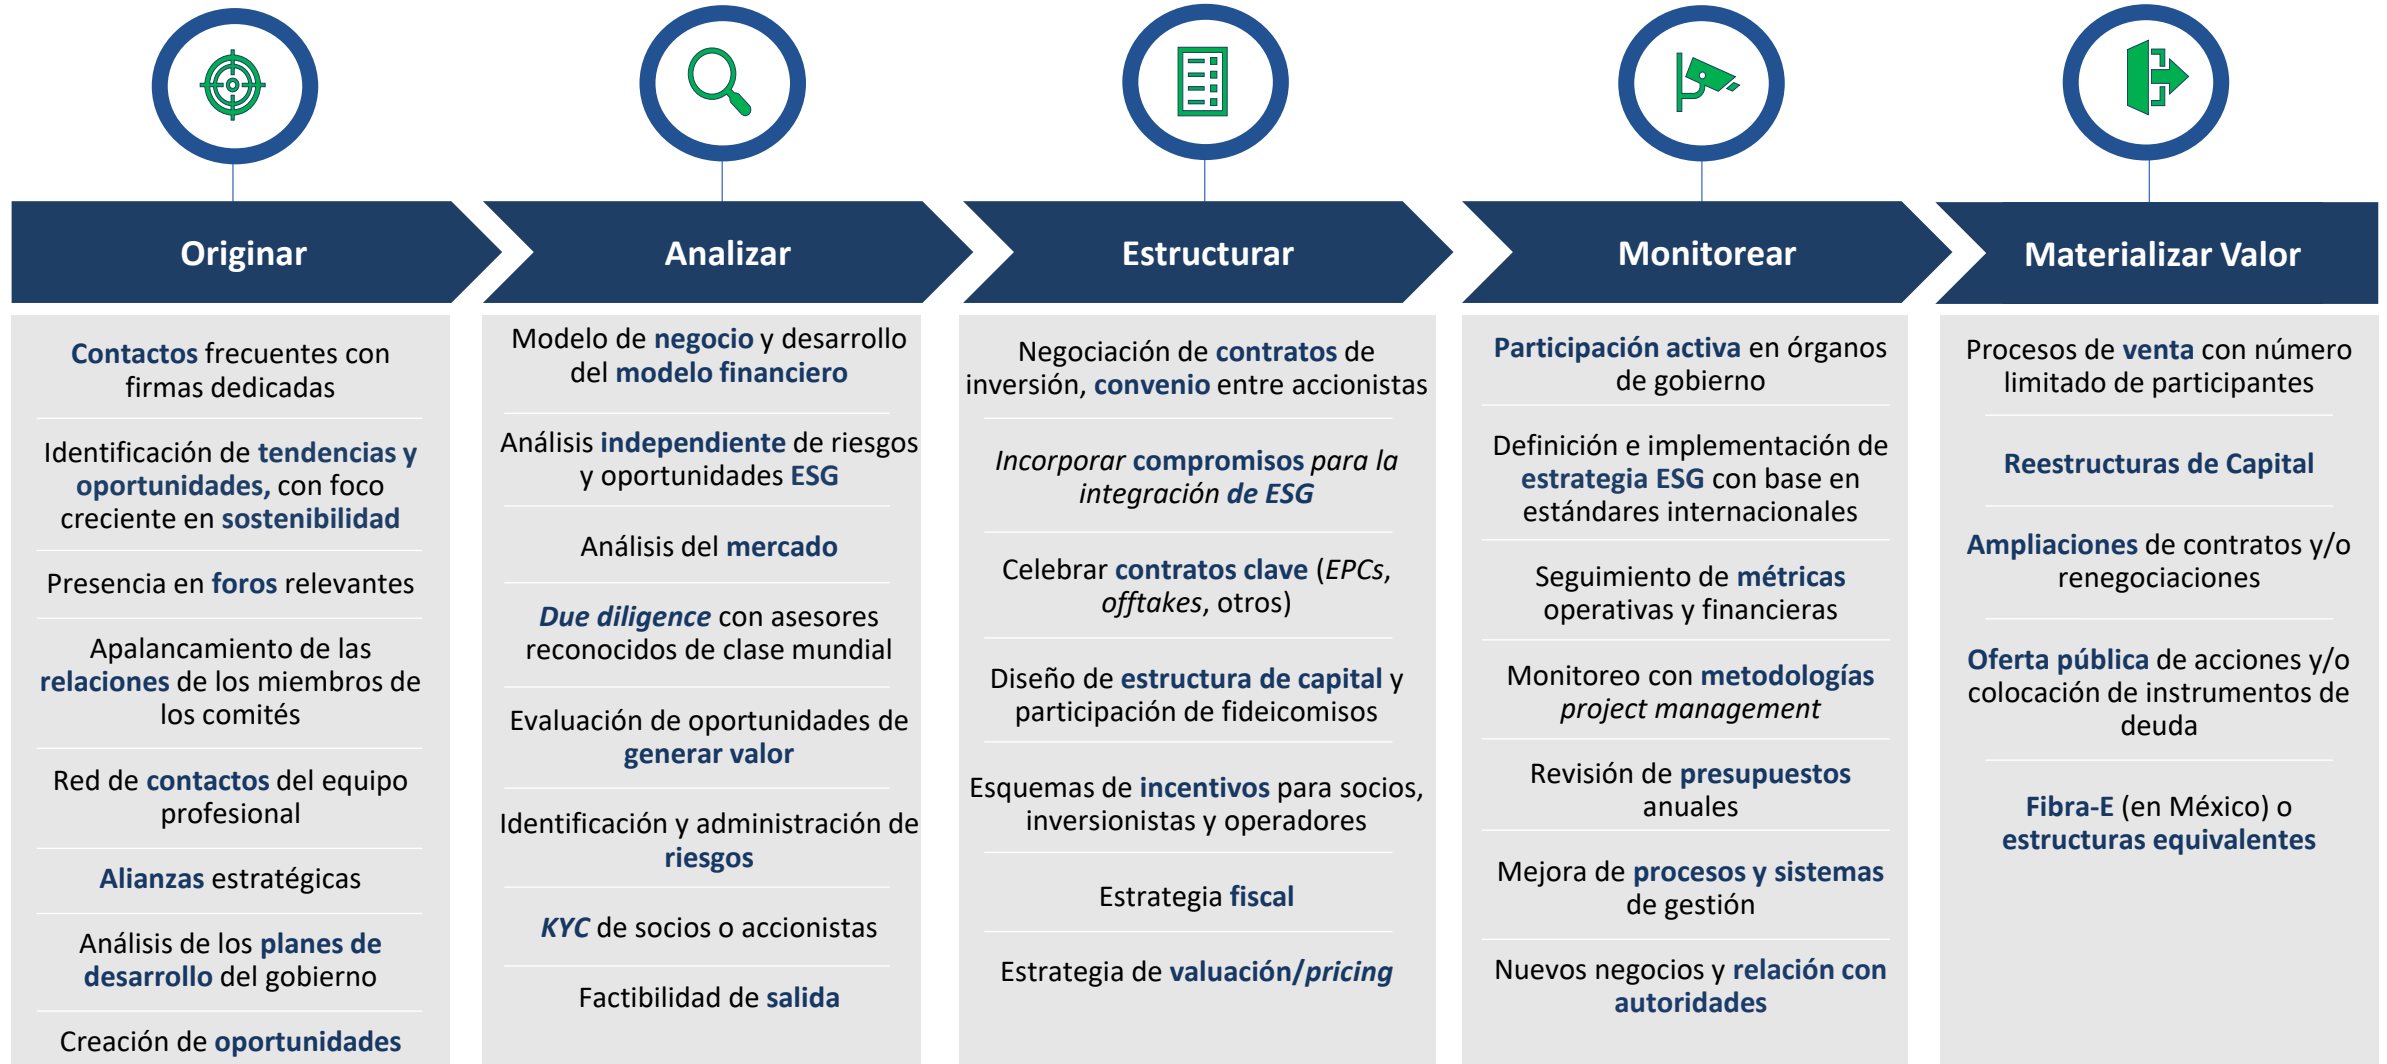 Originar
Analizar
Estructurar
Monitorear
Materializar Valor
Contactos frecuentes con
firmas dedicadas
Identificación de tendencias y
oportunidades, con foco
creciente en sostenibilidad
Presencia en foros relevantes
Apalancamiento de las
relaciones de los miembros de
los comités
Red de contactos del equipo
profesional
Alianzas estratégicas
Análisis de los planes de
desarrollo del gobierno
Creación de oportunidades
Modelo de negocio y desarrollo
del modelo financiero
Análisis independiente de riesgos
y oportunidades ESG
Análisis del mercado
Due diligence con asesores
reconocidos de clase mundial
Evaluación de oportunidades de
generar valor
Identificación y administración de
riesgos
KYC de socios o accionistas
Factibilidad de salida
Negociación de contratos de
inversión, convenio entre accionistas
Incorporar compromisos para la
integración de ESG
Celebrar contratos clave (EPCs,
offtakes, otros)
Diseño de estructura de capital y
participación de fideicomisos
Esquemas de incentivos para socios,
inversionistas y operadores
Estrategia fiscal
Estrategia de valuación/pricing
Participación activa en órganos
de gobierno
Definición e implementación de
estrategia ESG con base en
estándares internacionales
Seguimiento de métricas
operativas y financieras
Monitoreo con metodologías
project management
Revisión de presupuestos
anuales
Mejora de procesos y sistemas
de gestión
Nuevos negocios y relación con
autoridades
Procesos de venta con número
limitado de participantes
Reestructuras de Capital
Ampliaciones de contratos y/o
renegociaciones
Oferta pública de acciones y/o
colocación de instrumentos de
deuda
Fibra-E (en México) o
estructuras equivalentes